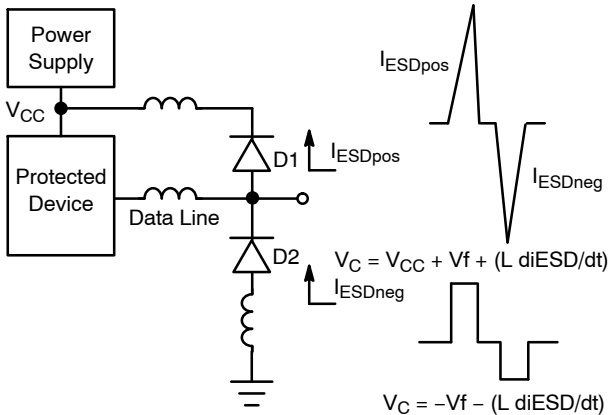 Power
Supply
VCC
Protected
Device
Data Line
D1
IESDpos
D2
IESDneg
IESDpos
IESDneg
VC = VCC + Vf + (L diESD/dt)
VC = −Vf − (L diESD/dt)